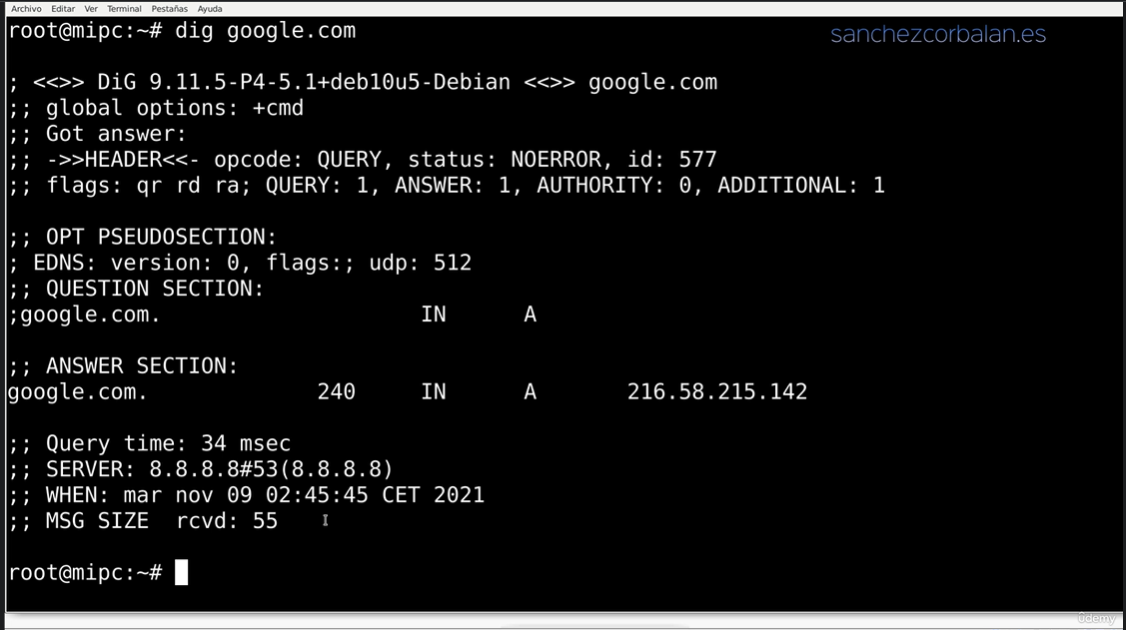 Archivo Editar Ver Terminal Pestañas Ayuda
root@mipc:~# dig google.com
sanchezcorbalan.es
; <<>> DiG 9.11.5-P4-5.1+deb10u5-Debian <<>> google.com
;; global options: +cmd
;; Got answer:
;; ->>HEADER<<- opcode: QUERY, status: NOERROR, id: 577
;; flags: qr rd ra; QUERY: 1, ANSWER: 1, AUTHORITY: 0, ADDITIONAL: 1
;; OPT PSEUDOSECTION:
; EDNS: version: 0, flags:; udp: 512
;; QUESTION SECTION:
;google.com. IN A
;; ANSWER SECTION:
google.com. 240 IN A 216.58.215.142
;; Query time: 34 msec
;; SERVER: 8.8.8.8#53(8.8.8.8)
;; WHEN: mar nov 09 02:45:45 CET 2021
;; MSG SIZE rcvd: 55
root@mipc:~#
ûdemy